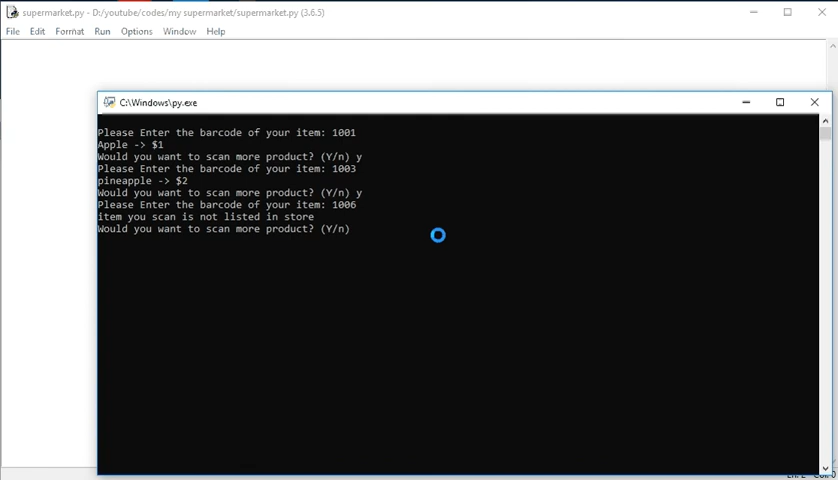 supermarket.py - D:/youtube/codes/my supermarket/supermarket.py (3.6.5)
File Edit Format Run Options Window Help
C:\Windows\py.exe
Please Enter the barcode of your item: 1001
Apple -> $1
Would you want to scan more product? (Y/n) y
Please Enter the barcode of your item: 1003
pineapple -> $2
Would you want to scan more product? (Y/n) y
Please Enter the barcode of your item: 1006
item you scan is not listed in store
Would you want to scan more product? (Y/n)